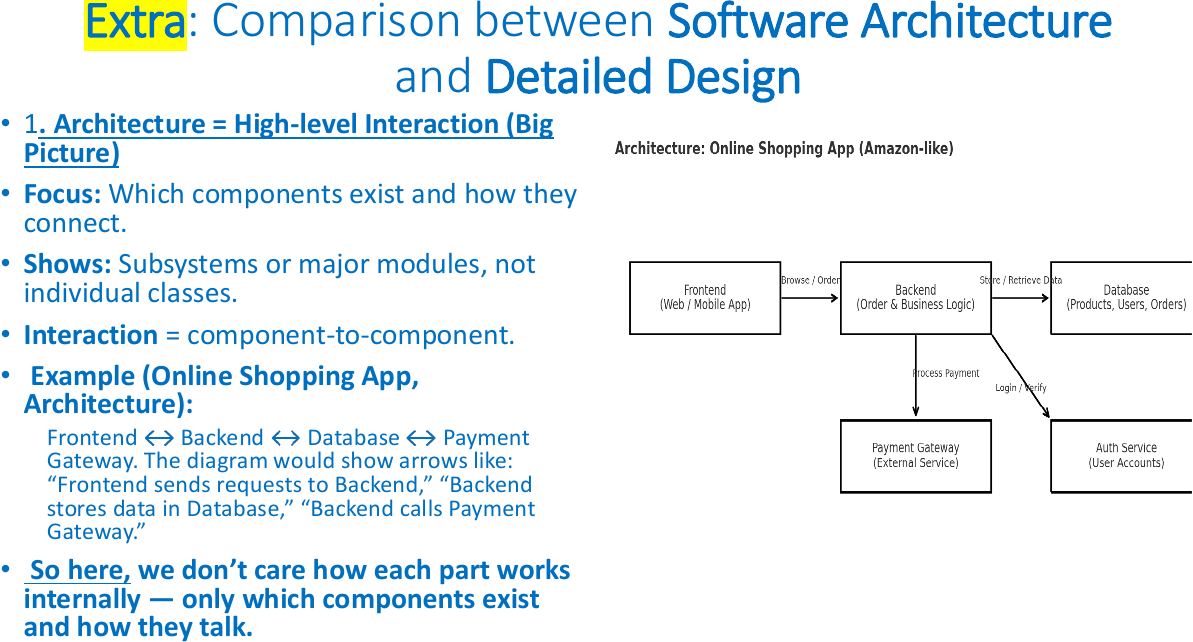 Extra: Comparison between Software Architecture
and Detailed Design
• 1. Architecture = High-level Interaction (Big
Picture)
• Focus: Which components exist and how they
connect.
• Shows: Subsystems or major modules, not
individual classes.
• Interaction = component-to-component.
• Example (Online Shopping App,
Architecture):
Frontend ↔ Backend ↔ Database ↔ Payment
Gateway. The diagram would show arrows like:
“Frontend sends requests to Backend,” “Backend
stores data in Database,” “Backend calls Payment
Gateway.”
• So here, we don’t care how each part works
internally — only which components exist
and how they talk.
Architecture: Online Shopping App (Amazon-like)
Frontend
(Web / Mobile App)
Browse / Order
Backend
(Order & Business Logic)
Store / Retrieve Data
Database
(Products, Users, Orders)
Process Payment
Login / Verify
Payment Gateway
(External Service)
Auth Service
(User Accounts)